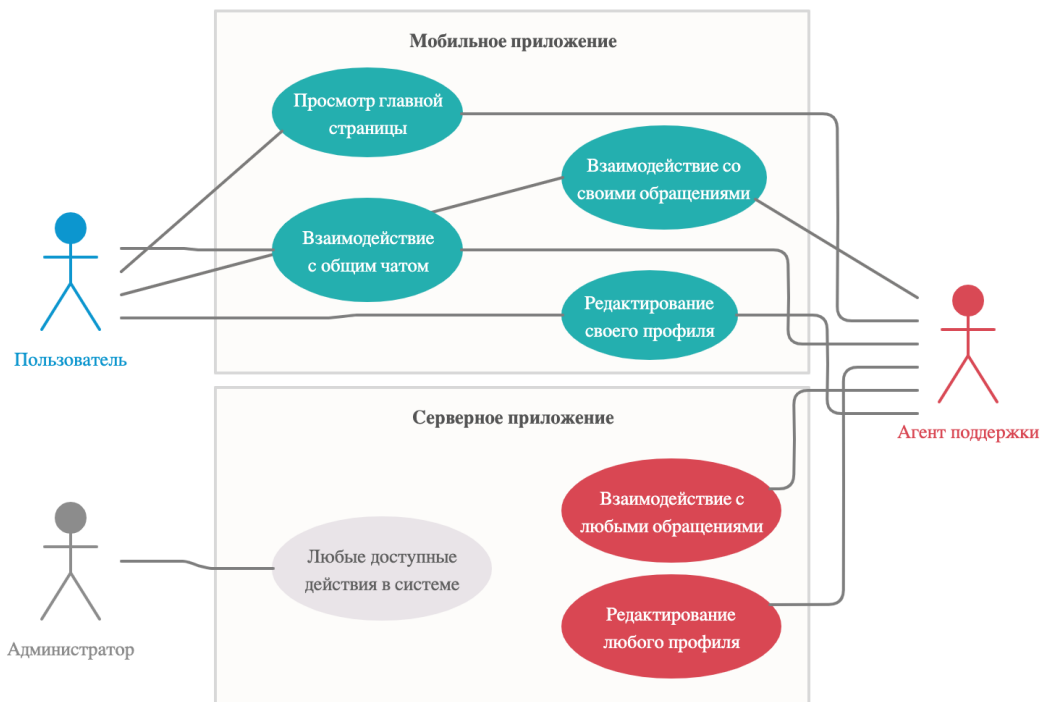 Мобильное приложение
Просмотр главной
страницы
Взаимодействие со
своими обращениями
Взаимодействие
с общим чатом
Редактирование
своего профиля
Пользователь
Серверное приложение
Агент поддержки
Взаимодействие с
любыми обращениями
Любые доступные
действия в системе
Редактирование
любого профиля
Администратор